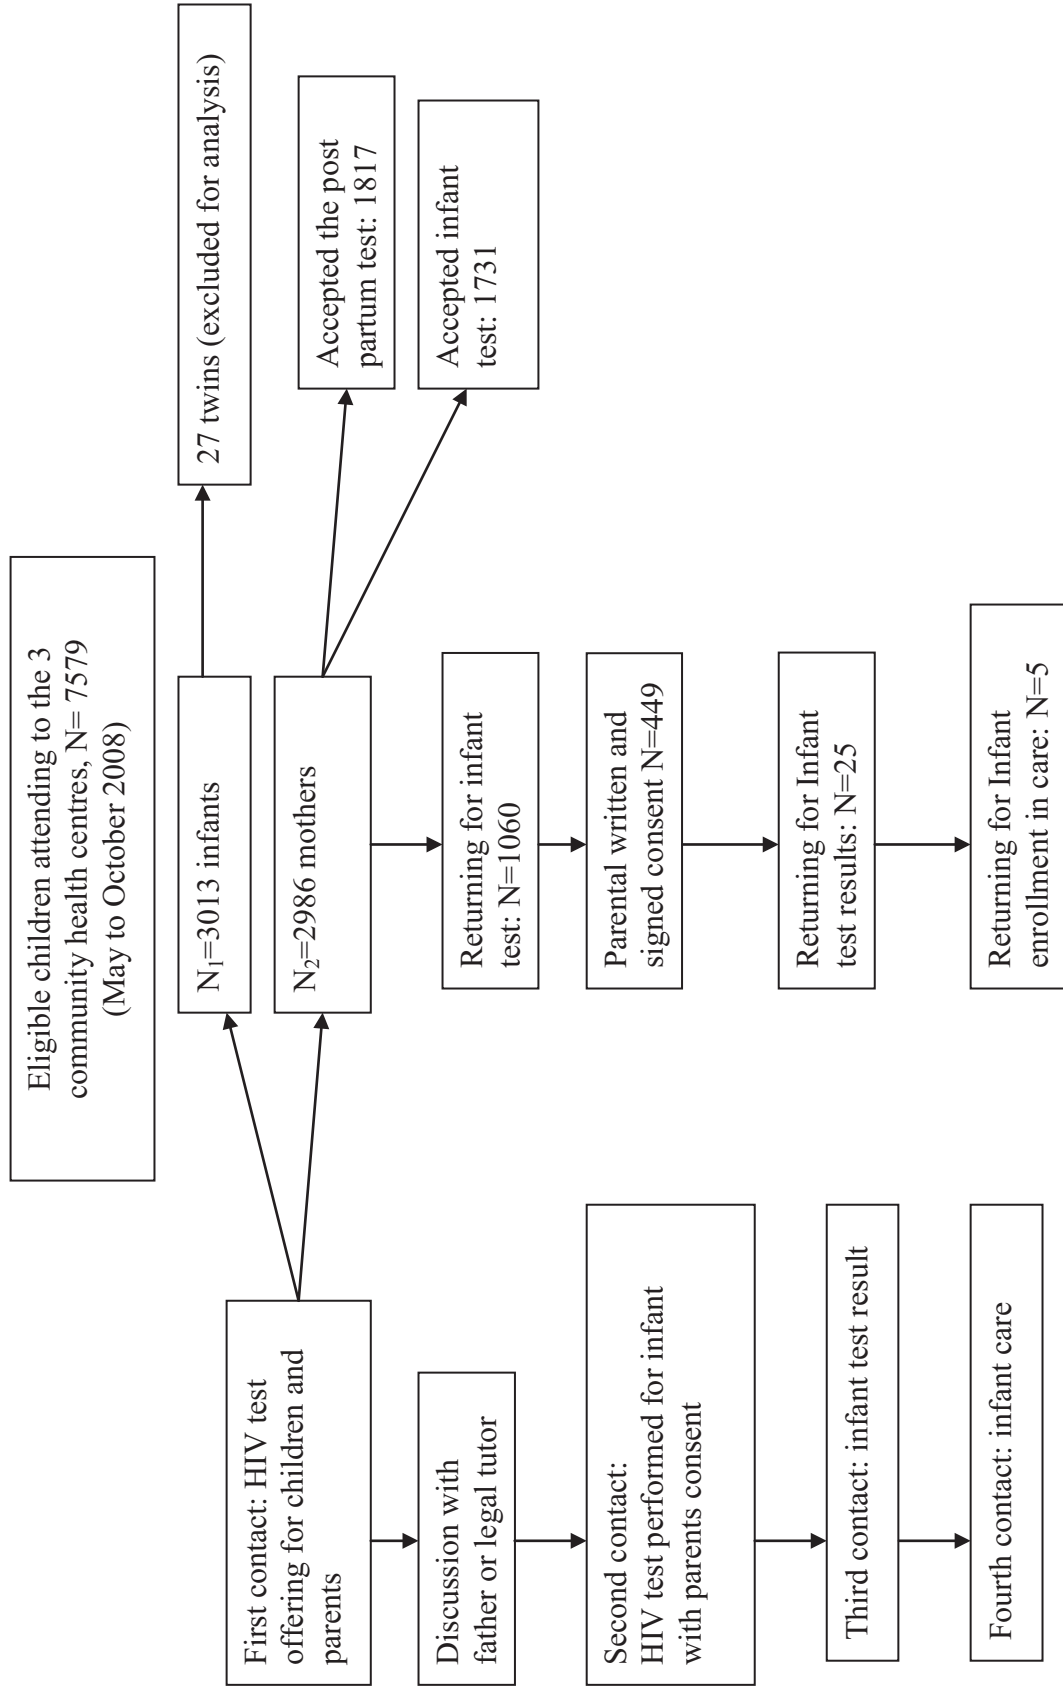 Eligible children attending to the 3
community health centres, N= 7579
(May to October 2008)
First contact: HIV test
offering for children and
parents
N₁=3013 infants
27 twins (excluded for analysis)
N₂=2986 mothers
Accepted the post
partum test: 1817
Accepted infant
test: 1731
Discussion with
father or legal tutor
Returning for infant
test: N=1060
Second contact:
HIV test performed for infant
with parents consent
Parental written and
signed consent N=449
Third contact: infant test result
Returning for Infant
test results: N=25
Fourth contact: infant care
Returning for Infant
enrollment in care: N=5